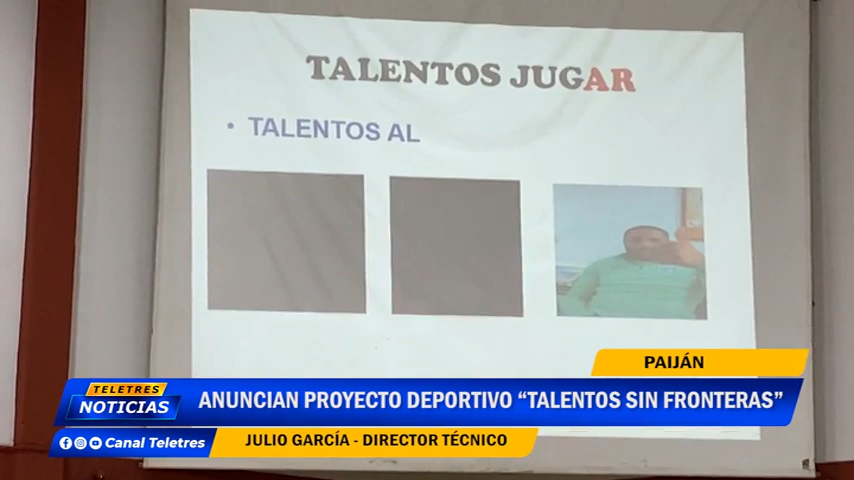 TALENTOS JUGAR
• TALENTOS AL
PAIJÁN
TELETRES
NOTICIAS
ANUNCIAN PROYECTO DEPORTIVO “TALENTOS SIN FRONTERAS”
Canal Teletres
JULIO GARCÍA - DIRECTOR TÉCNICO